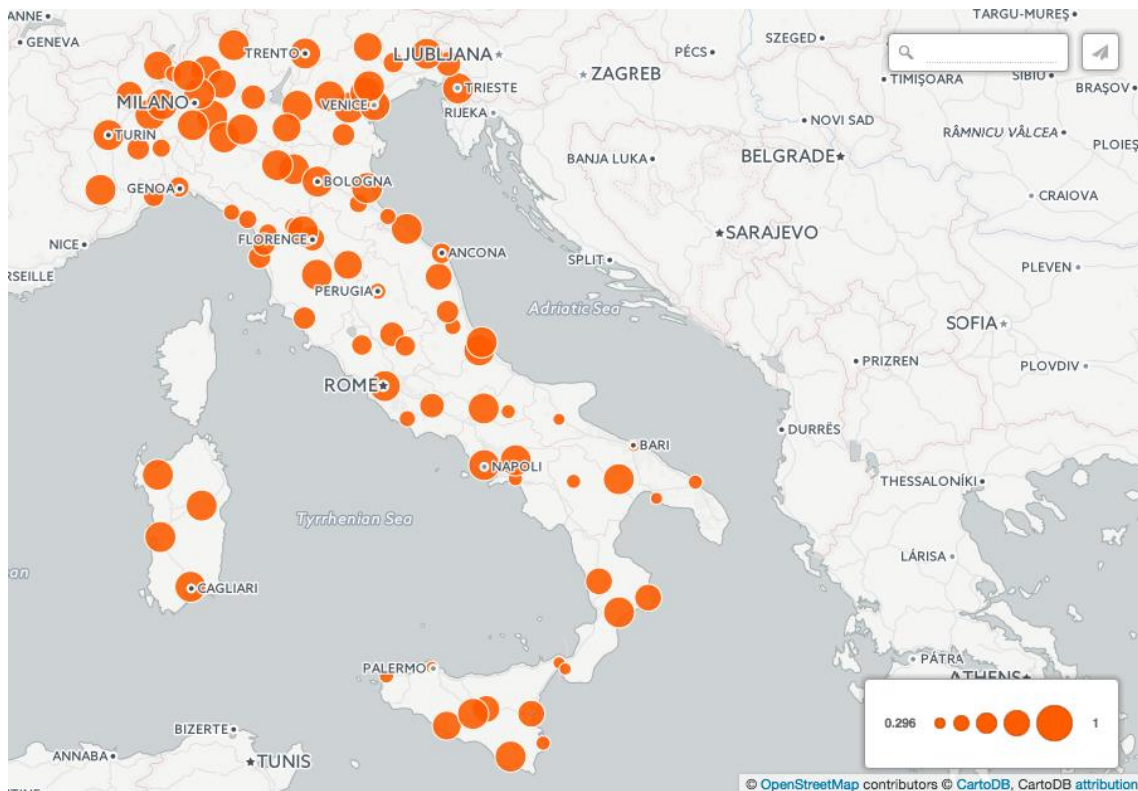 ANNE
TARGU-MUREȘ
GENEVA
TRENTO
LJUBLJANA
PÉCS
SZEGED
ZAGREB
TIMIȘOARA
SIBIU
BRAȘOV
MILANO
VENICE
TRIESTE
RIJEKA
NOVI SAD
TURIN
RÂMNICU VÂLCEA
PLOIEȘ
BANJA LUKA
BELGRADE
GENOA
BOLOGNA
CRAIOVA
NICE
FLORENCE
ANCONA
SPLIT
SARAJEVO
RSEILLE
PLEVEN
PERUGIA
Adriatic Sea
SOFIA
PRIZREN
PLOVDIV
ROME
DURRËS
BARI
NAPOLI
THESSALONÍKI
Tyrrhenian Sea
LÁRISA
an
CAGLIARI
PALERMO
PÁTRA
ATHENS
BIZERTE
0.296
1
ANNABA
TUNIS
© OpenStreetMap contributors © CartoDB, CartoDB attribution